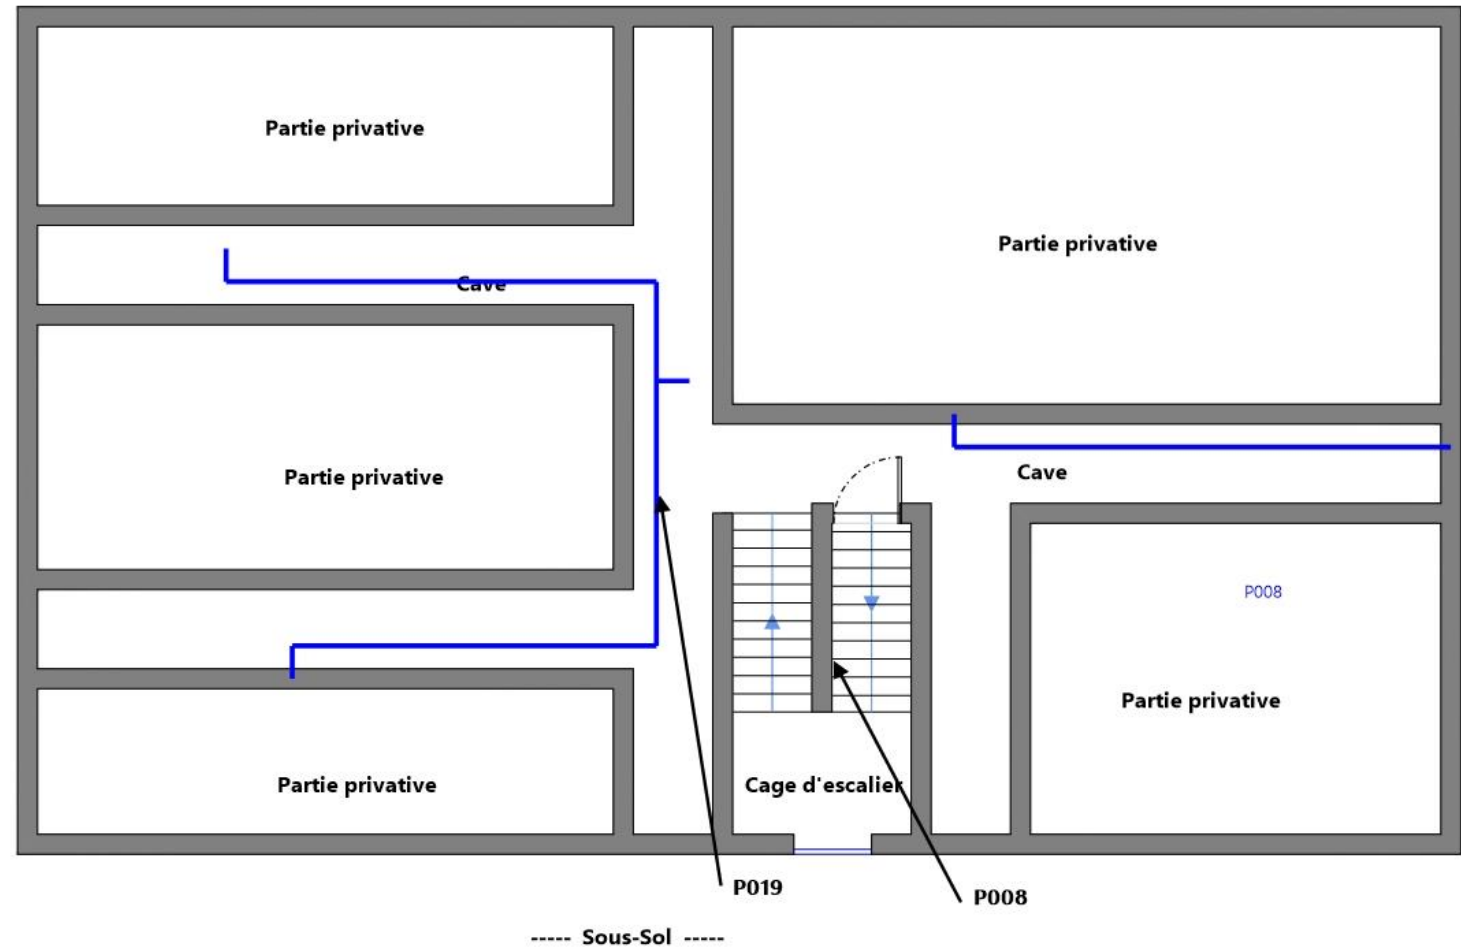 Partie privative
Partie privative
Cave
Partie privative
Cave
P008
Partie privative
Partie privative
Cage d'escalier
P019
P008
----- Sous-Sol -----